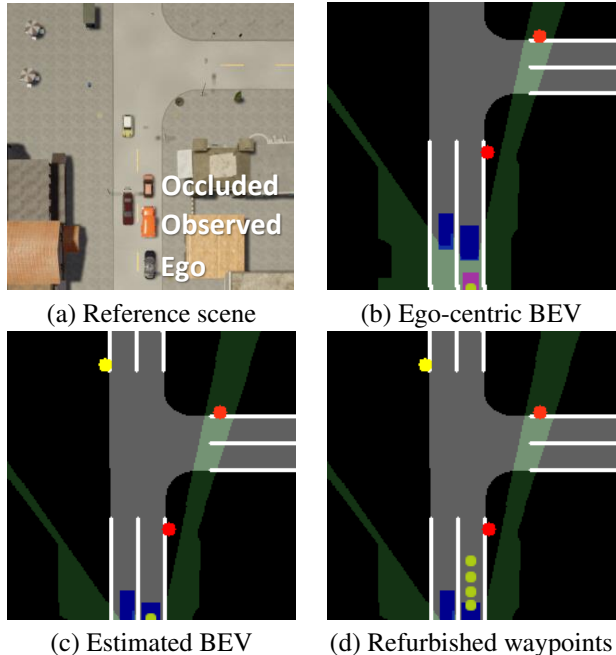 Occluded
Observed
Ego
(a) Reference scene
(b) Ego-centric BEV
(c) Estimated BEV
(d) Refurbished waypoints